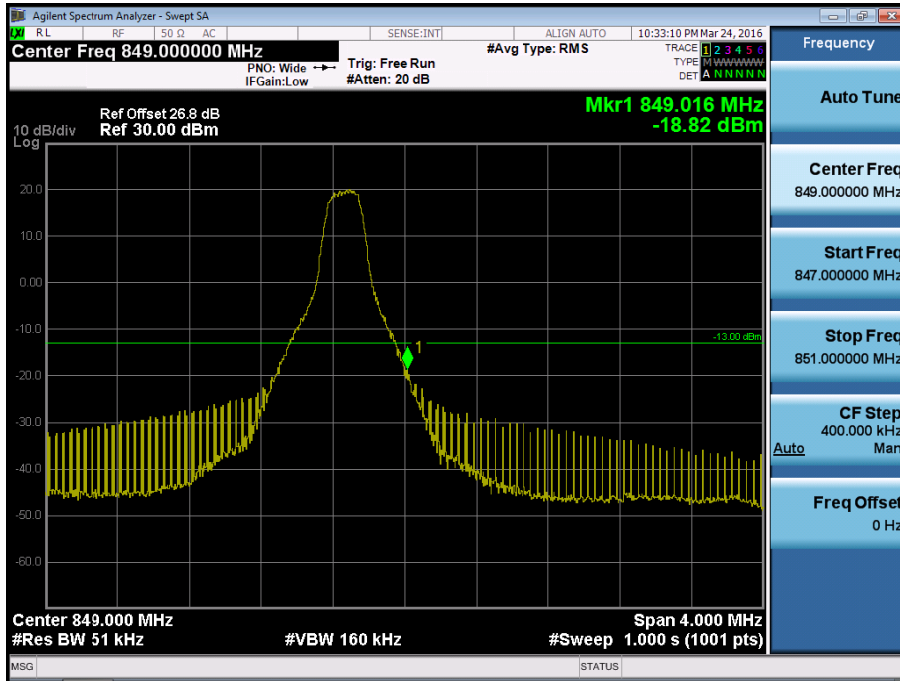 Agilent Spectrum Analyzer - Swept SA
LXI RL RF 50 Ω AC SENSE:INT ALIGN AUTO 10:33:10 PM Mar 24, 2016
Center Freq 849.000000 MHz
PNO: Wide
IFGain:Low
Trig: Free Run
#Atten: 20 dB
#Avg Type: RMS
TRACE 1 2 3 4 5 6
TYPE M WWWWW
DET A N N N N N
Mkr1 849.016 MHz
-18.82 dBm
Ref Offset 26.8 dB
10 dB/div Ref 30.00 dBm
Log
20.0
10.0
0.00
-10.0
-20.0
-30.0
-40.0
-50.0
-60.0
-13.00 dBm
1
Center 849.000 MHz Span 4.000 MHz
#Res BW 51 kHz #VBW 160 kHz #Sweep 1.000 s (1001 pts)
MSG STATUS
Frequency
Auto Tune
Center Freq
849.000000 MHz
Start Freq
847.000000 MHz
Stop Freq
851.000000 MHz
CF Step
400.000 kHz
Auto Man
Freq Offset
0 Hz